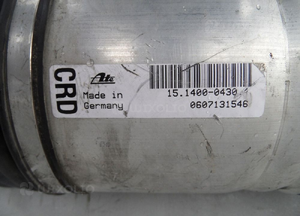 CRD
Ate
Made in
Germany
15.1400-0430.
0607131546